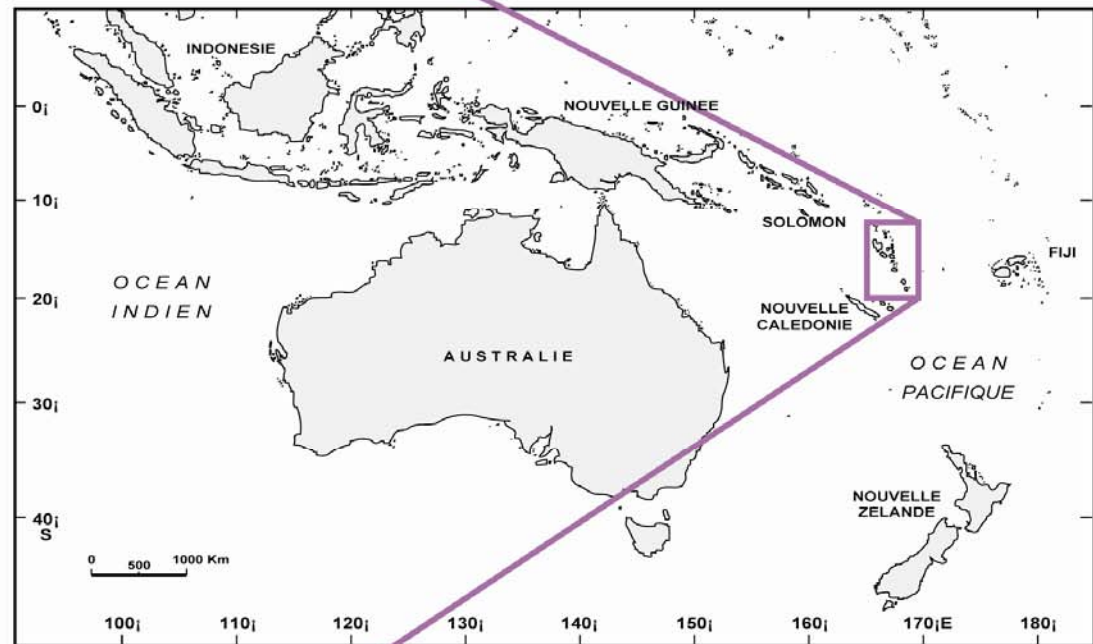 INDONESIE
NOUVELLE GUINEE
0¡
10¡
SOLOMON
FIJI
OCEAN
INDIEN
20¡
NOUVELLE
CALEDONIE
AUSTRALIE
OCEAN
PACIFIQUE
30¡
NOUVELLE
ZELANDE
40¡
S
0 500 1000 Km
100¡ 110¡ 120¡ 130¡ 140¡ 150¡ 160¡ 170¡E 180¡